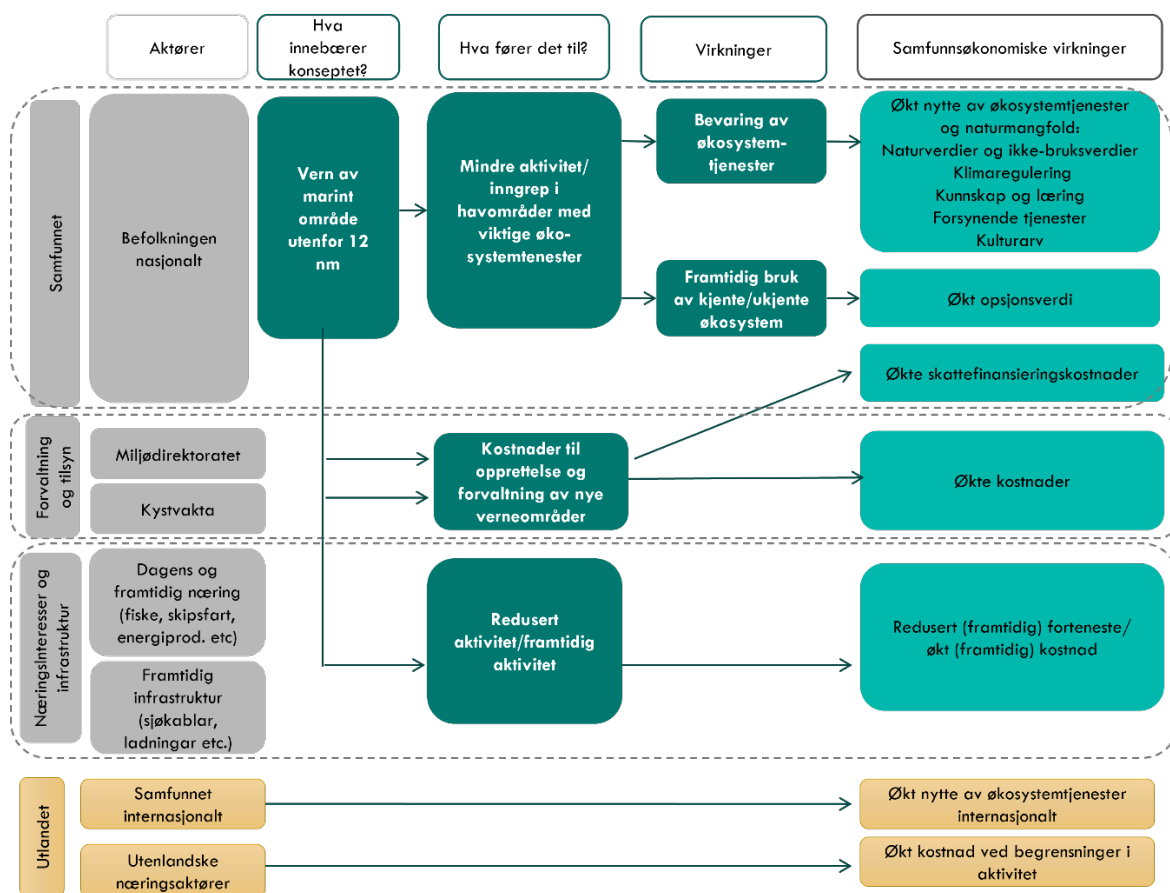 Aktører
Hva
innebærer
konseptet?
Hva fører det til?
Virkninger
Samfunnsøkonomiske virkninger
Samfunnet
Befolkningen
nasjonalt
Vern av
marint
område
utenfor 12
nm
Mindre aktivitet/
inngrep i
havområder med
viktige øko-
systemtenester
Bevaring av
økosystem-
tjenester
Økt nytte av økosystemtjenester
og naturmangfold:
Naturverdier og ikke-bruksverdier
Klimaregulering
Kunnskap og læring
Forsynende tjenester
Kulturarv
Framtidig bruk
av kjente/ukjente
økosystem
Økt opsjonsverdi
Økte skattefinansieringskostnader
Forvaltning
og tilsyn
Miljødirektoratet
Kystvakta
Kostnader til
opprettelse og
forvaltning av nye
verneområder
Økte kostnader
Næringsinteresser og
infrastruktur
Dagens og
framtidig næring
(fiske, skipsfart,
energiprod. etc)
Framtidig
infrastruktur
(sjøkablar,
ladningar etc.)
Redusert
aktivitet/framtidig
aktivitet
Redusert (framtidig) forteneste/
økt (framtidig) kostnad
Utlandet
Samfunnet
internasjonalt
Økt nytte av økosystemtjenester
internasjonalt
Utenlandske
næringsaktører
Økt kostnad ved begrensninger i
aktivitet